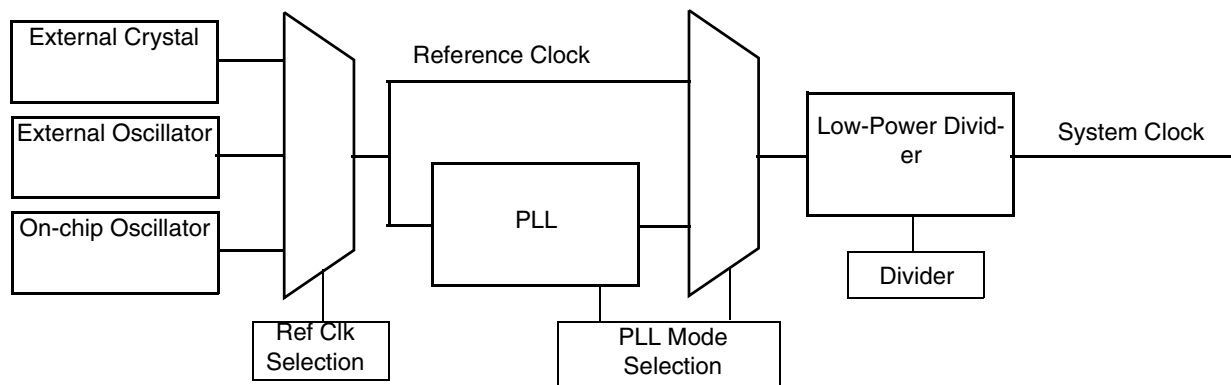 External Crystal
External Oscillator
On-chip Oscillator
Ref Clk
Selection
Reference Clock
PLL
PLL Mode
Selection
Low-Power Divid-
er
Divider
System Clock